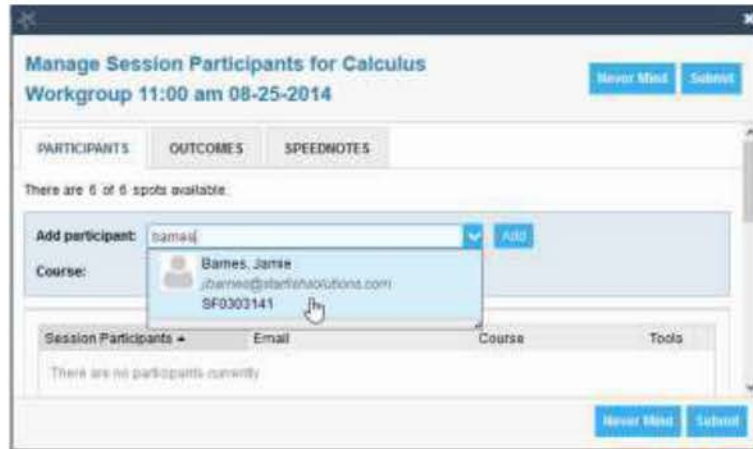 Manage Session Participants for Calculus
Workgroup 11:00 am 08-25-2014
Never Mind Submit
PARTICIPANTS OUTCOMES SPEEDNOTES
There are 6 of 6 spots available.
Add participant: barnes Add
Barnes, Jamie
Course:
jbarnes@starfishsolutions.com
SF0303141
Session Participants Email Course Tools
There are no participants currently
Never Mind Submit